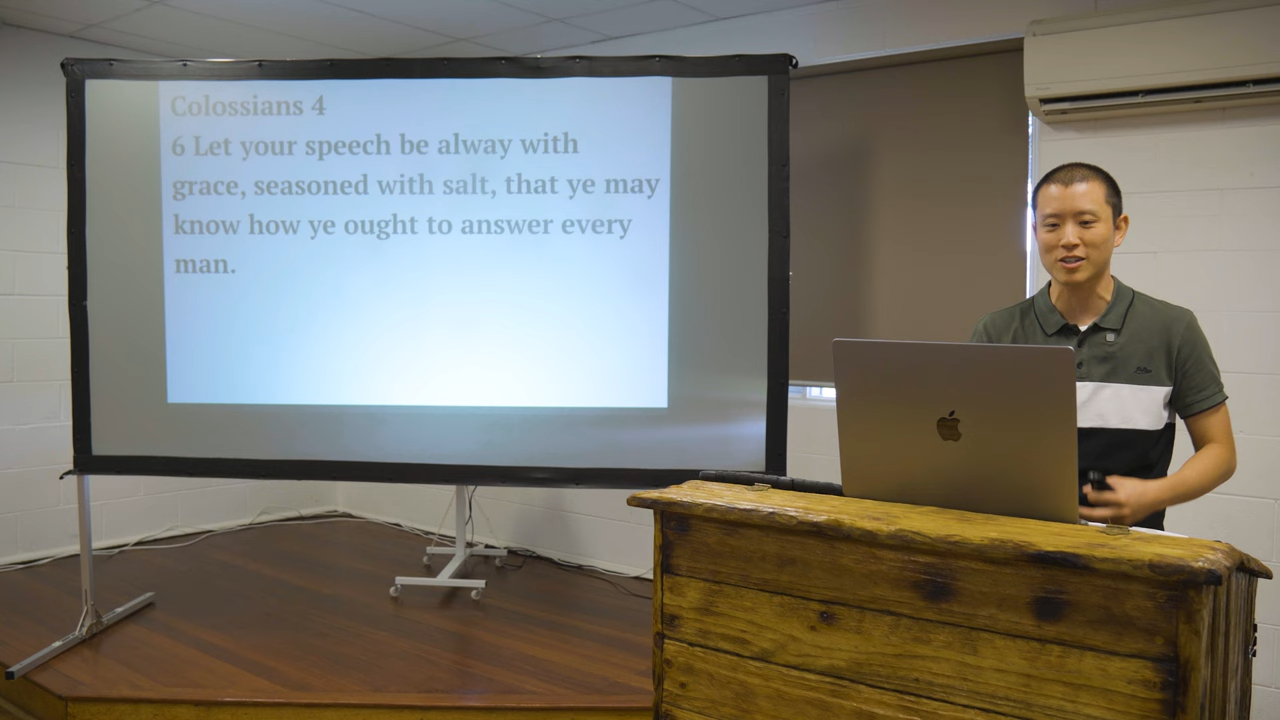 Colossians 4
6 Let your speech be alway with
grace, seasoned with salt, that ye may
know how ye ought to answer every
man.